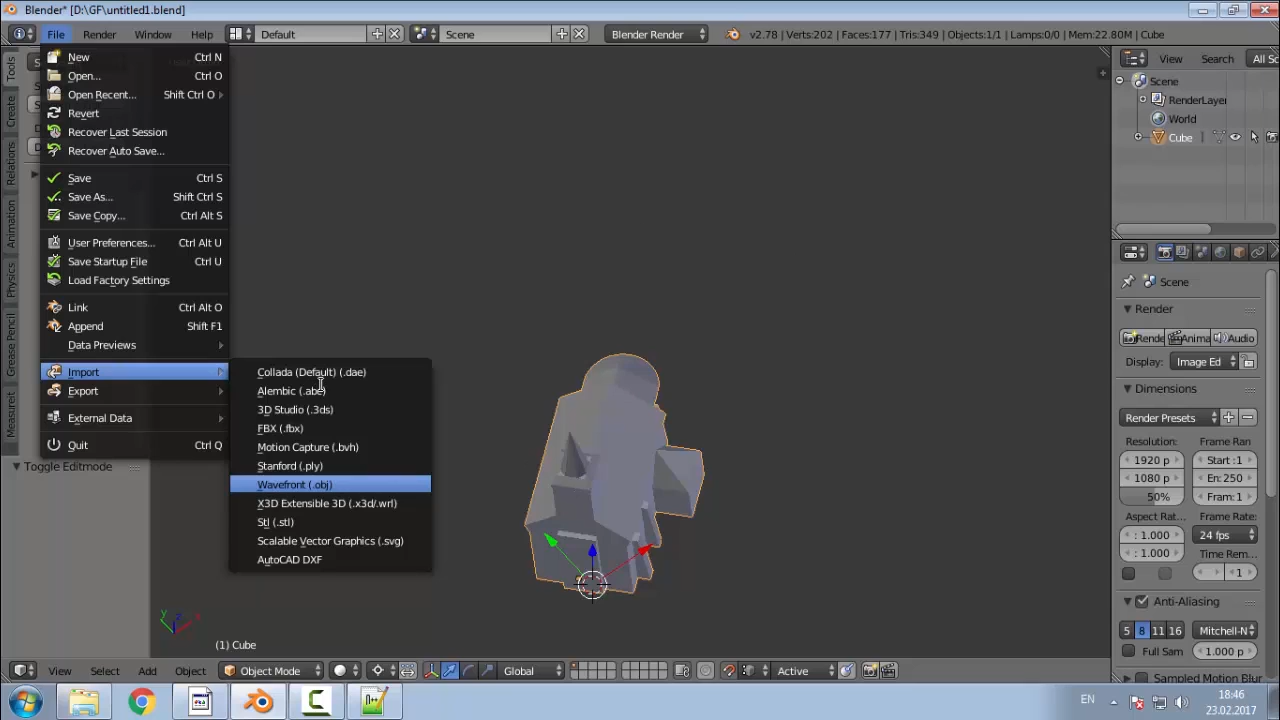 Blender* [D:\GF\untitled1.blend]
File Render Window Help Default Scene Blender Render v2.78 | Verts:202 | Faces:177 | Tris:349 | Objects:1/1 | Lamps:0/0 | Mem:22.80M | Cube
New Ctrl N
Open... Ctrl O
Open Recent... Shift Ctrl O
Revert
Recover Last Session
Recover Auto Save...
Save Ctrl S
Save As... Shift Ctrl S
Save Copy... Ctrl Alt S
User Preferences... Ctrl Alt U
Save Startup File Ctrl U
Load Factory Settings
Link Ctrl Alt O
Append Shift F1
Data Previews
Import
Export
External Data
Quit Ctrl Q
Collada (Default) (.dae)
Alembic (.abc)
3D Studio (.3ds)
FBX (.fbx)
Motion Capture (.bvh)
Stanford (.ply)
Wavefront (.obj)
X3D Extensible 3D (.x3d/.wrl)
Stl (.stl)
Scalable Vector Graphics (.svg)
AutoCAD DXF
Tools
Create
Relations
Animation
Physics
Grease Pencil
Measureit
Toggle Editmode
y z x
(1) Cube
View Select Add Object Object Mode Global Active
View Search All Sc
Scene
RenderLayer
World
Cube
Scene
Render
Rende Anima Audio
Display: Image Ed
Dimensions
Render Presets
Resolution: Frame Ran
1920 p Start :1
1080 p En: 250
50% Fram: 1
Aspect Rat... Frame Rate:
: 1.000 24 fps
: 1.000 Time Rem...
1
Anti-Aliasing
5 8 11 16 Mitchell-N
Full Sam : 1.000 p
Sampled Motion Blur
EN 18:46
23.02.2017